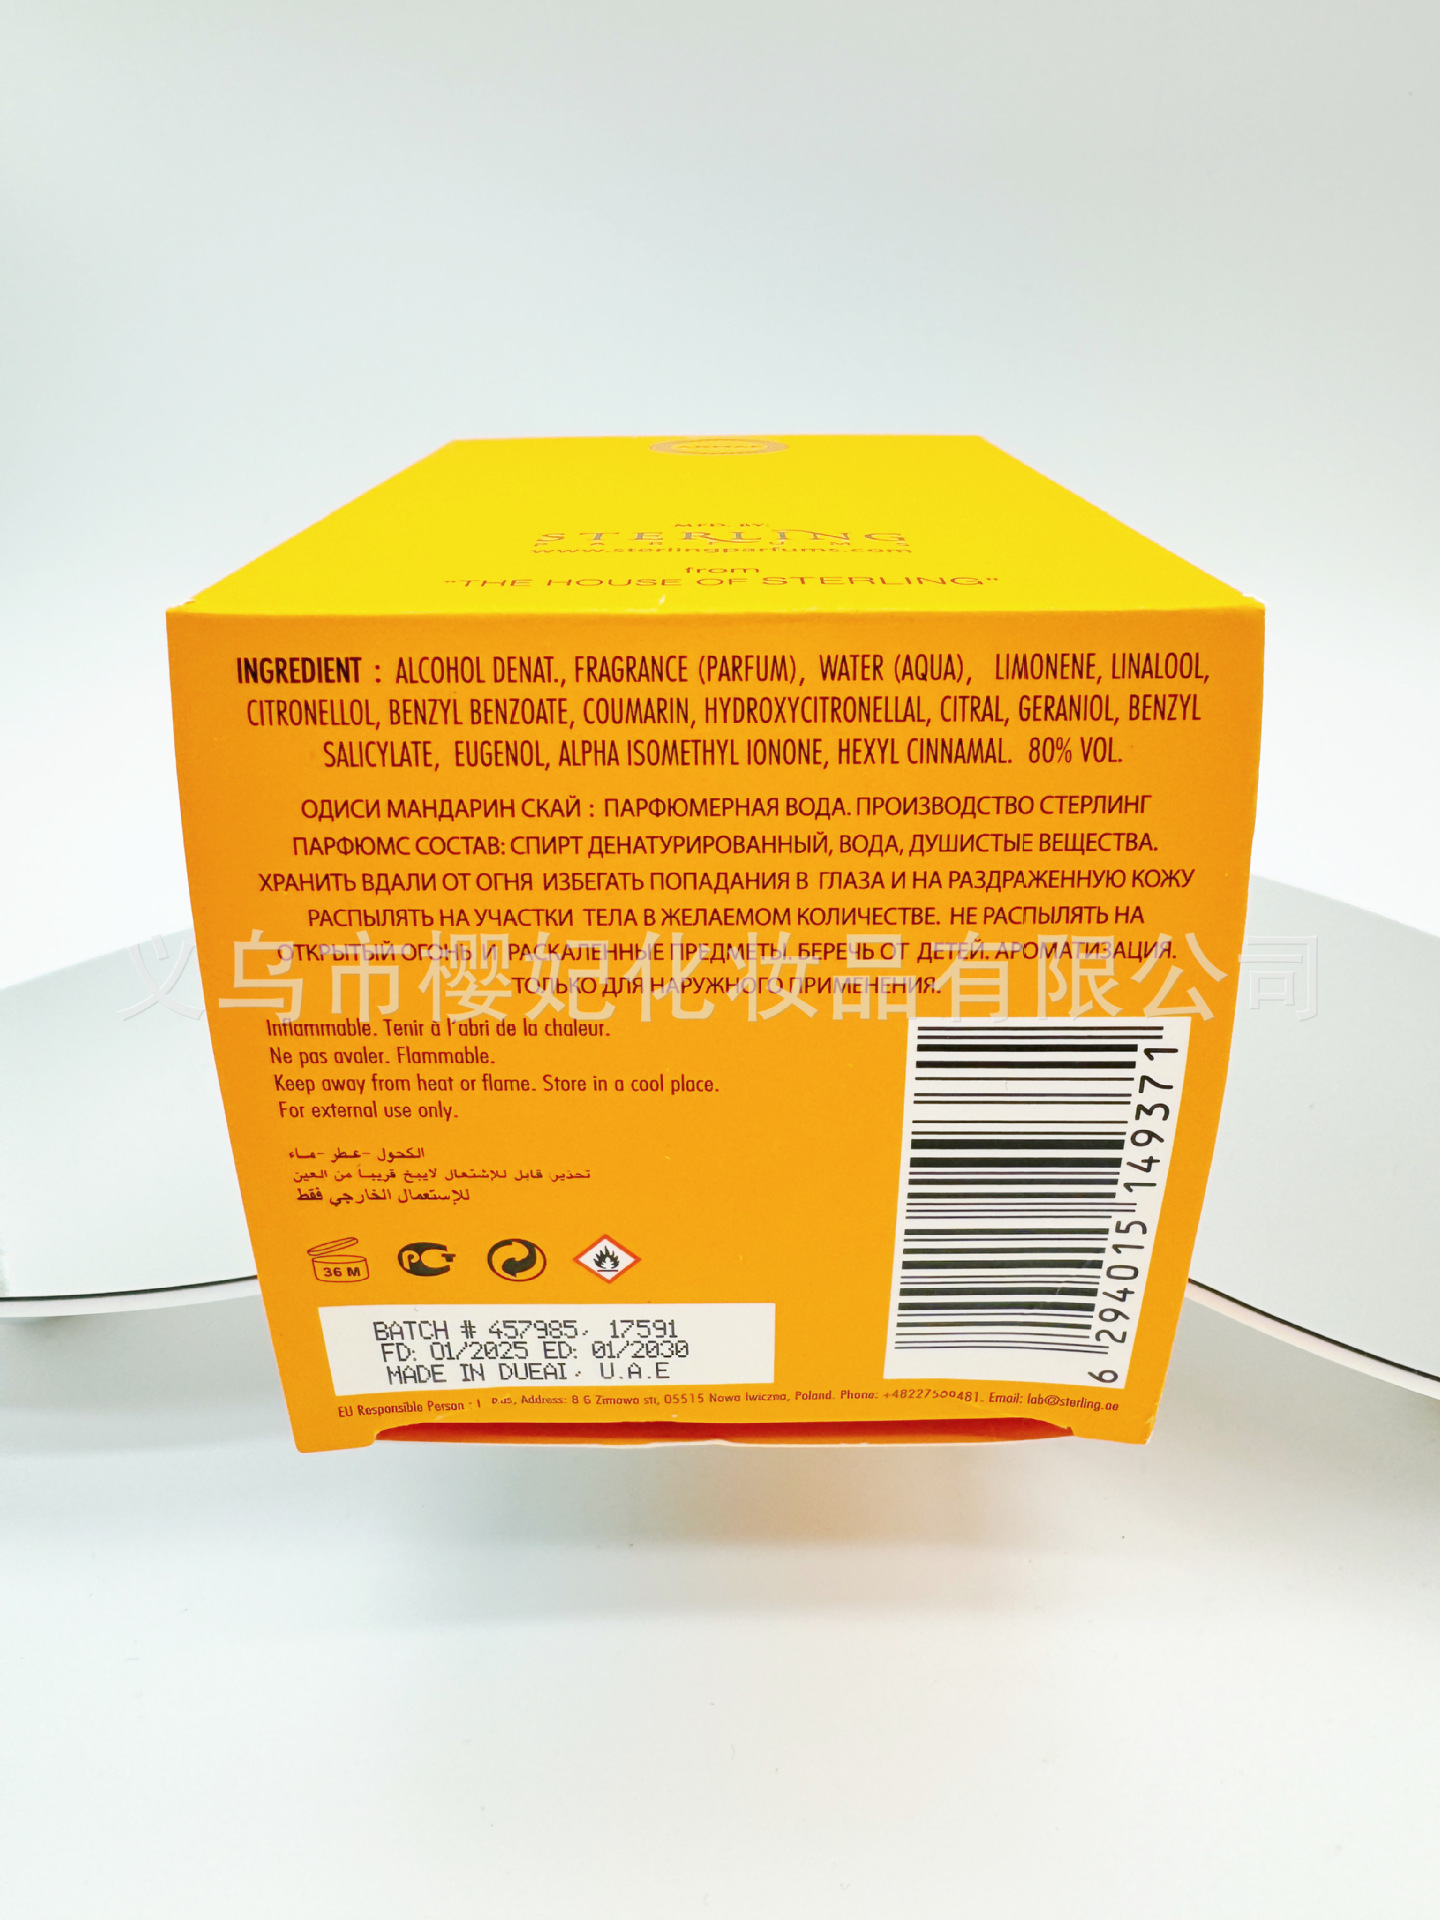 MFD. BY:
STERLING
PARFUMS
www.sterlingparfums.com
from
"THE HOUSE OF STERLING"
INGREDIENT : ALCOHOL DENAT., FRAGRANCE (PARFUM), WATER (AQUA), LIMONENE, LINALOOL,
CITRONELLOL, BENZYL BENZOATE, COUMARIN, HYDROXYCITRONELLAL, CITRAL, GERANIOL, BENZYL
SALICYLATE, EUGENOL, ALPHA ISOMETHYL IONONE, HEXYL CINNAMAL. 80% VOL.
ОДИСИ МАНДАРИН СКАЙ : ПАРФЮМЕРНАЯ ВОДА. ПРОИЗВОДСТВО СТЕРЛИНГ
ПАРФЮМС СОСТАВ: СПИРТ ДЕНАТУРИРОВАННЫЙ, ВОДА, ДУШИСТЫЕ ВЕЩЕСТВА.
ХРАНИТЬ ВДАЛИ ОТ ОГНЯ ИЗБЕГАТЬ ПОПАДАНИЯ В ГЛАЗА И НА РАЗДРАЖЕННУЮ КОЖУ
РАСПЫЛЯТЬ НА УЧАСТКИ ТЕЛА В ЖЕЛАЕМОМ КОЛИЧЕСТВЕ. НЕ РАСПЫЛЯТЬ НА
ОТКРЫТЫЙ ОГОНЬ И РАСКАЛЕННЫЕ ПРЕДМЕТЫ. БЕРЕЧЬ ОТ ДЕТЕЙ. АРОМАТИЗАЦИЯ.
ТОЛЬКО ДЛЯ НАРУЖНОГО ПРИМЕНЕНИЯ.
义乌市樱妃化妆品有限公司
Inflammable. Tenir à l'abri de la chaleur.
Ne pas avaler. Flammable.
Keep away from heat or flame. Store in a cool place.
For external use only.
الكحول -عطر -ماء
تحذير: قابل للإشتعال لايبخ قريباً من العين
للإستعمال الخارجي فقط
36 M
РСТ
BATCH # 457985, 17591
FD: 01/2025 ED: 01/2030
MADE IN DUEAI, U.A.E
EU Responsible Person : Address: 8 G Zimowa str, 05515 Nowa Iwiczna, Poland. Phone: Email: lab@sterling.ae
6 294015 149371